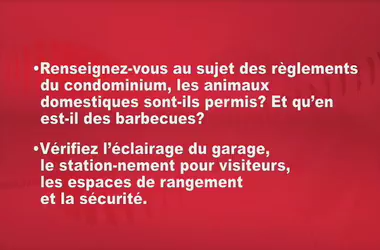 •Renseignez-vous au sujet des règlements
du condominium, les animaux
domestiques sont-ils permis? Et qu'en
est-il des barbecues?
•Vérifiez l'éclairage du garage,
le station-nement pour visiteurs,
les espaces de rangement
et la sécurité.